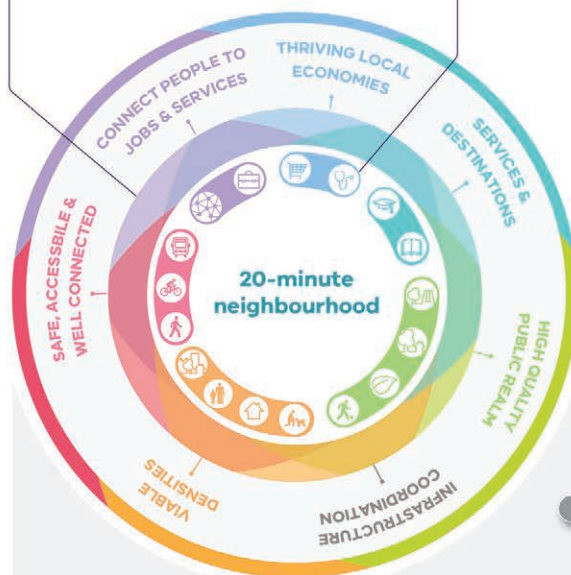 CONNECT PEOPLE TO
JOBS & SERVICES
THRIVING LOCAL
ECONOMIES
SERVICES &
DESTINATIONS
SAFE, ACCESSBILE &
WELL CONNECTED
20-minute
neighbourhood
HIGH QUALITY
PUBLIC REALM
VIABLE
DENSITIES
INFRASTRUCTURE
COORDINATION